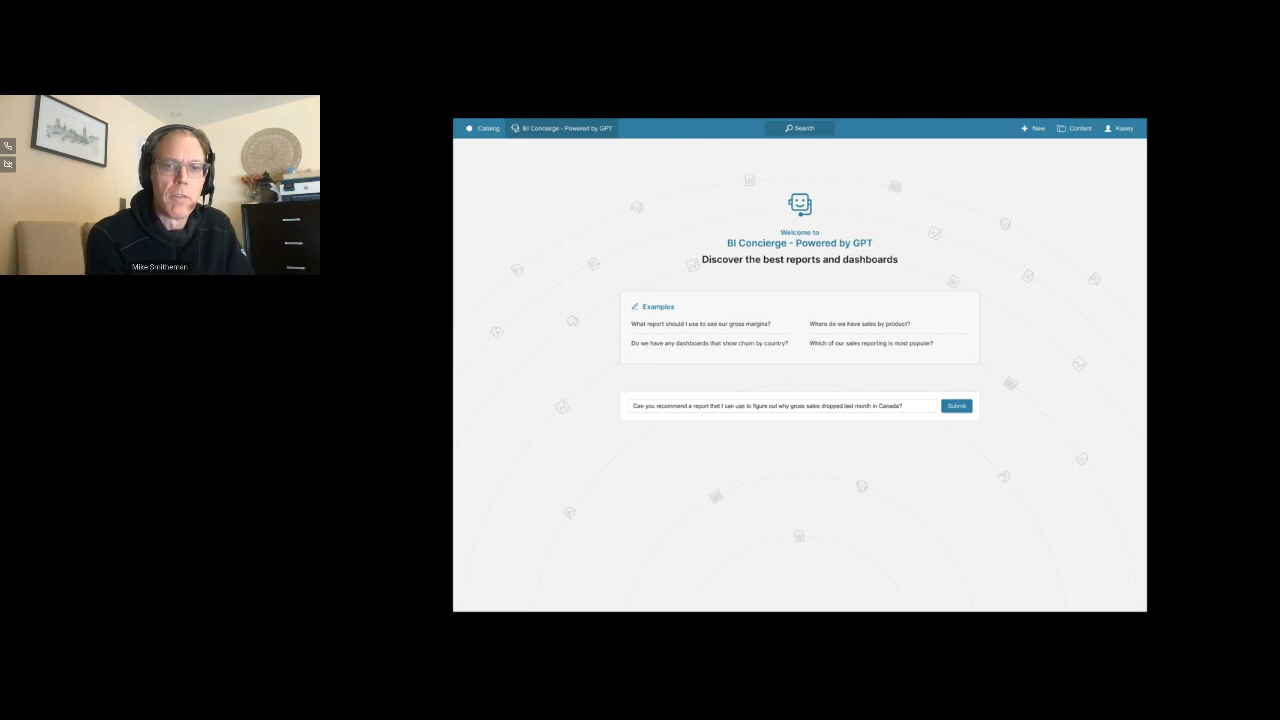 Mike Smitheman
Catalog
BI Concierge - Powered by GPT
Search
New
Content
Kasey
Welcome to
BI Concierge - Powered by GPT
Discover the best reports and dashboards
Examples
What report should I use to see our gross margins?
Where do we have sales by product?
Do we have any dashboards that show churn by country?
Which of our sales reporting is most popular?
Can you recommend a report that I can use to figure out why gross sales dropped last month in Canada?
Submit